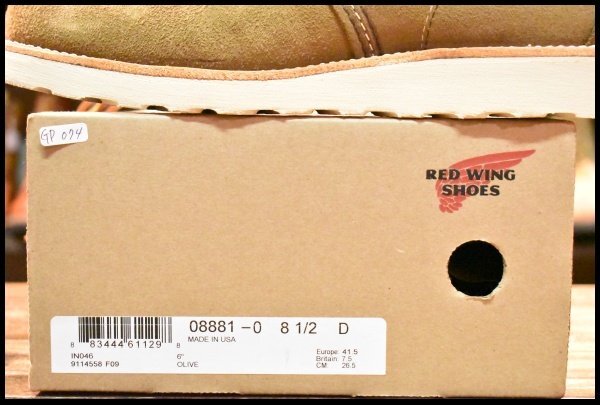 GP 074
RED WING
SHOES
08881-0 8 1/2 D
MADE IN USA
8 83444 61129 8
IN046 6" Europe: 41.5
9114558 F09 OLIVE Britain: 7.5
CM: 26.5